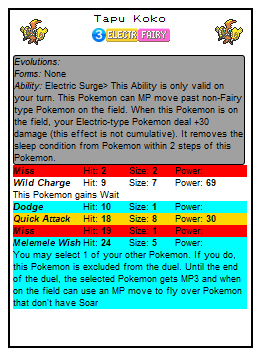 Tapu Koko
3 ELECTR FAIRY
Evolutions:
Forms: None
Ability: Electric Surge> This Ability is only valid on
your turn. This Pokemon can MP move past non-Fairy
type Pokemon on the field. When this Pokemon is on
the field, your Electric-type Pokemon deal +30
damage (this effect is not cumulative). It removes the
sleep condition from Pokemon within 2 steps of this
Pokemon.
Miss Hit: 2 Size: 2 Power:
Wild Charge Hit: 9 Size: 7 Power: 69
This Pokemon gains Wait
Dodge Hit: 10 Size: 1 Power:
Quick Attack Hit: 18 Size: 8 Power: 30
Miss Hit: 19 Size: 1 Power:
Melemele Wish Hit: 24 Size: 5 Power:
You may select 1 of your other Pokemon. If you do,
this Pokemon is excluded from the duel. Until the end
of the duel, the selected Pokemon gets MP3 and when
on the field can use an MP move to fly over Pokemon
that don't have Soar